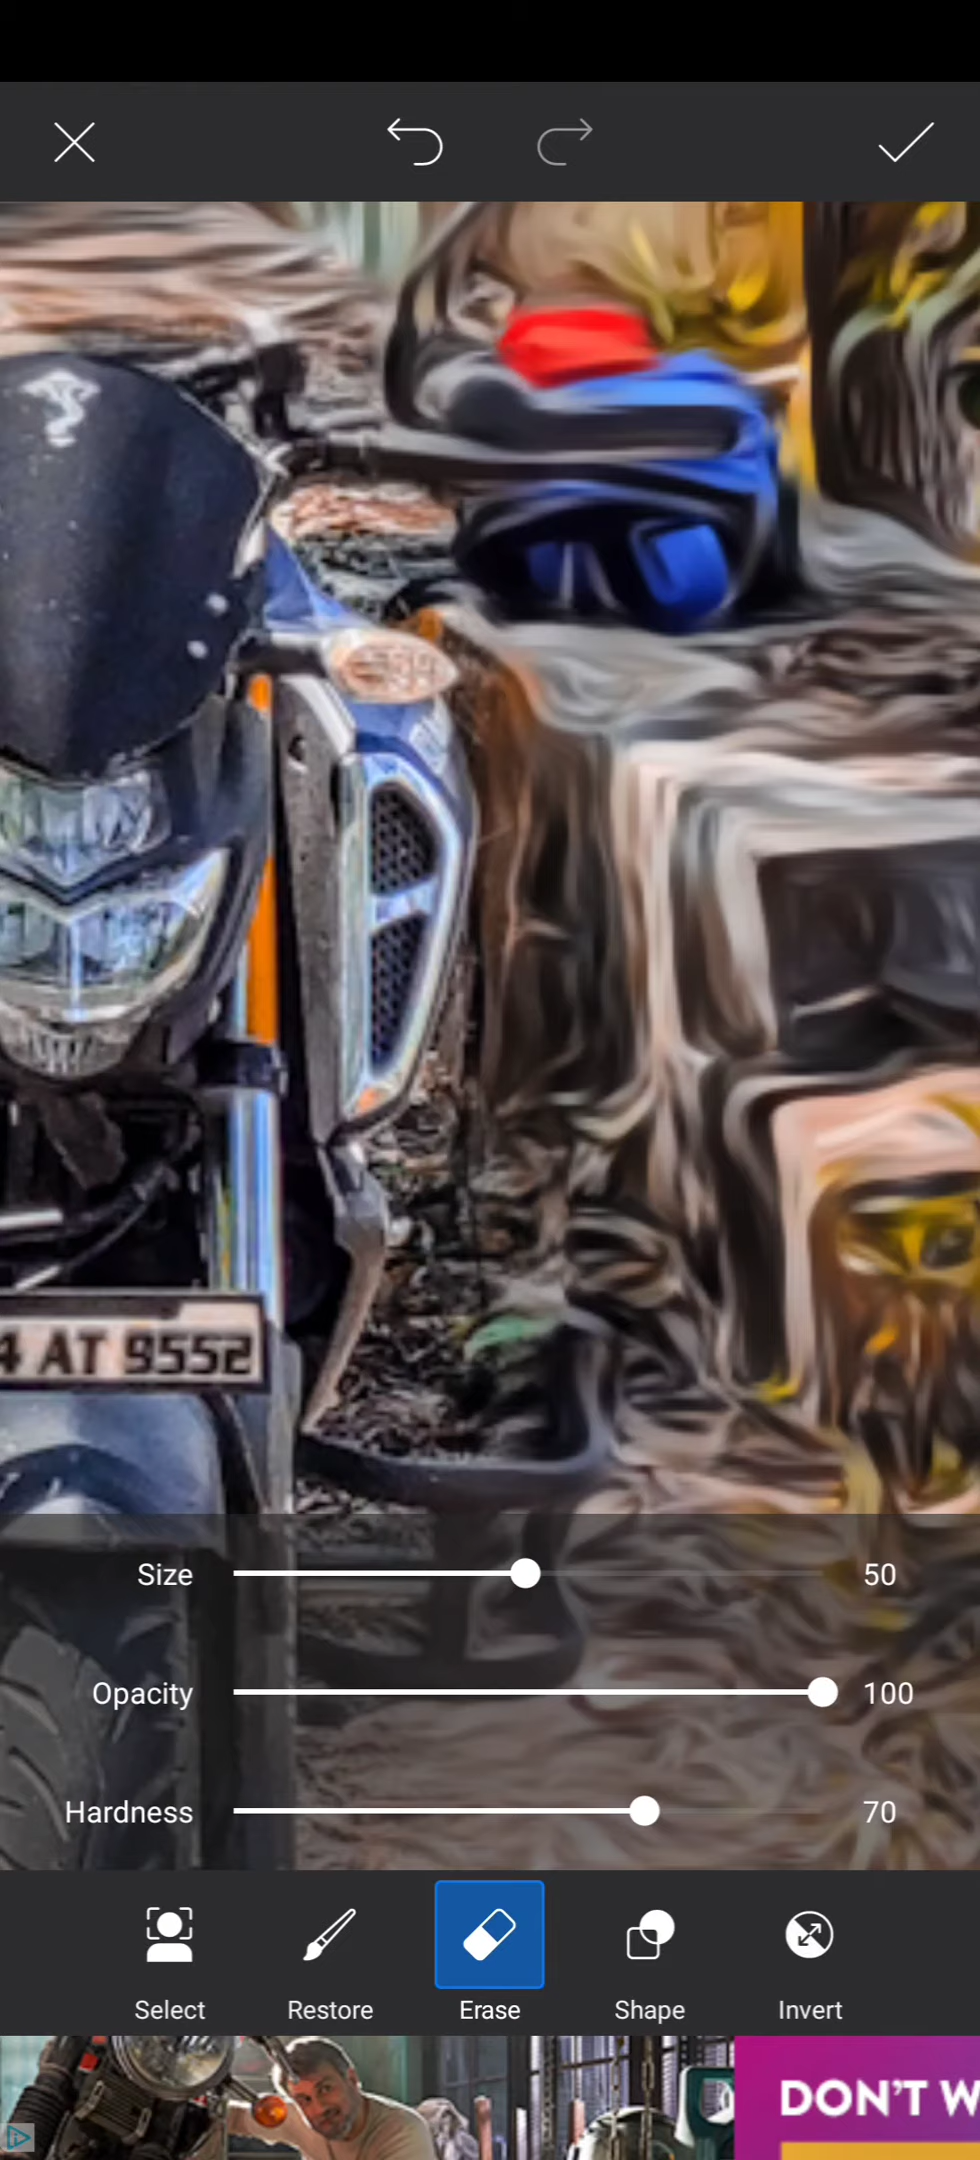 4 AT 9552
Size 50
Opacity 100
Hardness 70
Select Restore Erase Shape Invert
DON'T W